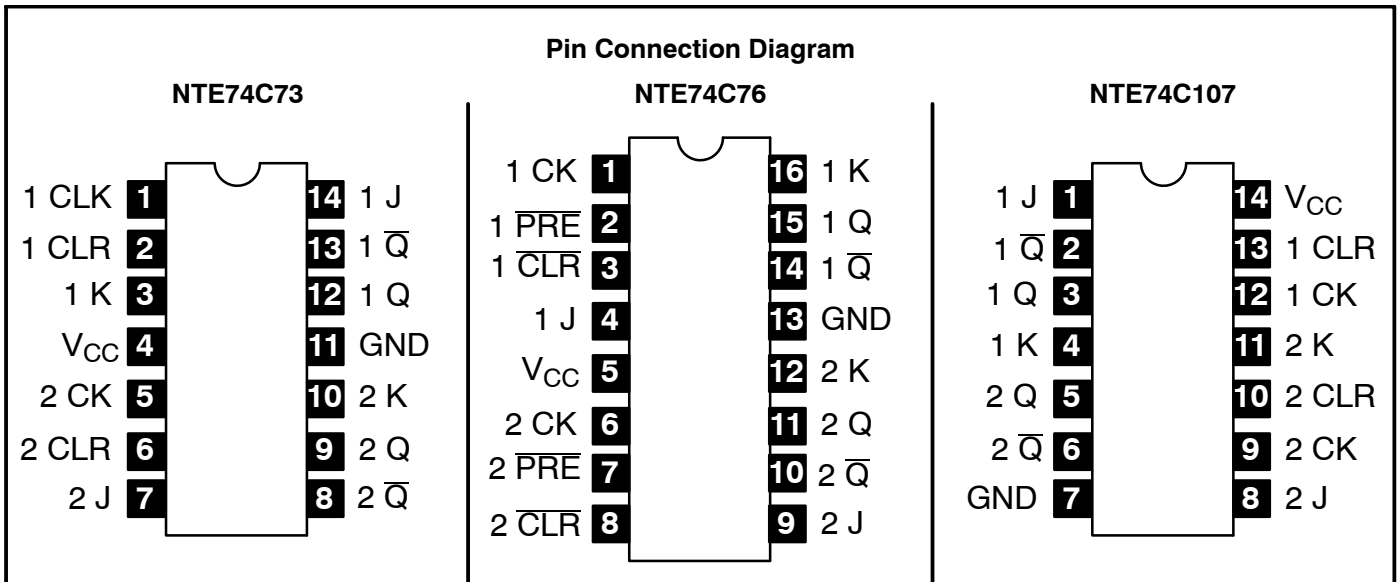 Pin Connection Diagram
NTE74C73
1 CLK 1 14 1 J
1 CLR 2 13 1 Q̅
1 K 3 12 1 Q
VCC 4 11 GND
2 CK 5 10 2 K
2 CLR 6 9 2 Q
2 J 7 8 2 Q̅
NTE74C76
1 CK 1 16 1 K
1 P̅R̅E̅ 2 15 1 Q
1 C̅L̅R̅ 3 14 1 Q̅
1 J 4 13 GND
VCC 5 12 2 K
2 CK 6 11 2 Q
2 P̅R̅E̅ 7 10 2 Q̅
2 C̅L̅R̅ 8 9 2 J
NTE74C107
1 J 1 14 VCC
1 Q̅ 2 13 1 CLR
1 Q 3 12 1 CK
1 K 4 11 2 K
2 Q 5 10 2 CLR
2 Q̅ 6 9 2 CK
GND 7 8 2 J